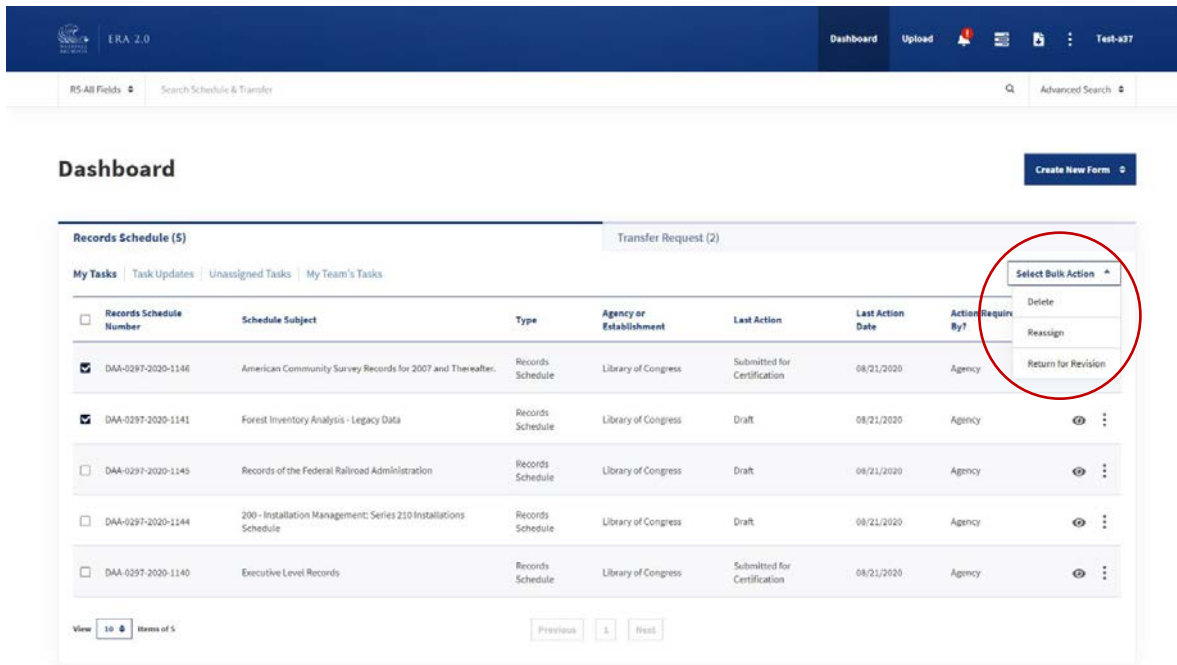 NATIONAL
ARCHIVES
ERA 2.0
Dashboard
Upload
Test-a37
RS-All Fields
Search Schedule & Transfer
Advanced Search
Dashboard
Create New Form
Records Schedule (5)
Transfer Request (2)
My Tasks | Task Updates | Unassigned Tasks | My Team's Tasks
Select Bulk Action
Delete
Reassign
Return for Revision
Records Schedule Number
Schedule Subject
Type
Agency or Establishment
Last Action
Last Action Date
Action Require
By?
DAA-0297-2020-1146
American Community Survey Records for 2007 and Thereafter.
Records Schedule
Library of Congress
Submitted for Certification
08/21/2020
Agency
DAA-0297-2020-1141
Forest Inventory Analysis - Legacy Data
Records Schedule
Library of Congress
Draft
08/21/2020
Agency
DAA-0297-2020-1145
Records of the Federal Railroad Administration
Records Schedule
Library of Congress
Draft
08/21/2020
Agency
DAA-0297-2020-1144
200 - Installation Management; Series 210 Installations Schedule
Records Schedule
Library of Congress
Draft
08/21/2020
Agency
DAA-0297-2020-1140
Executive Level Records
Records Schedule
Library of Congress
Submitted for Certification
08/21/2020
Agency
View 10 Items of 5
Previous 1 Next